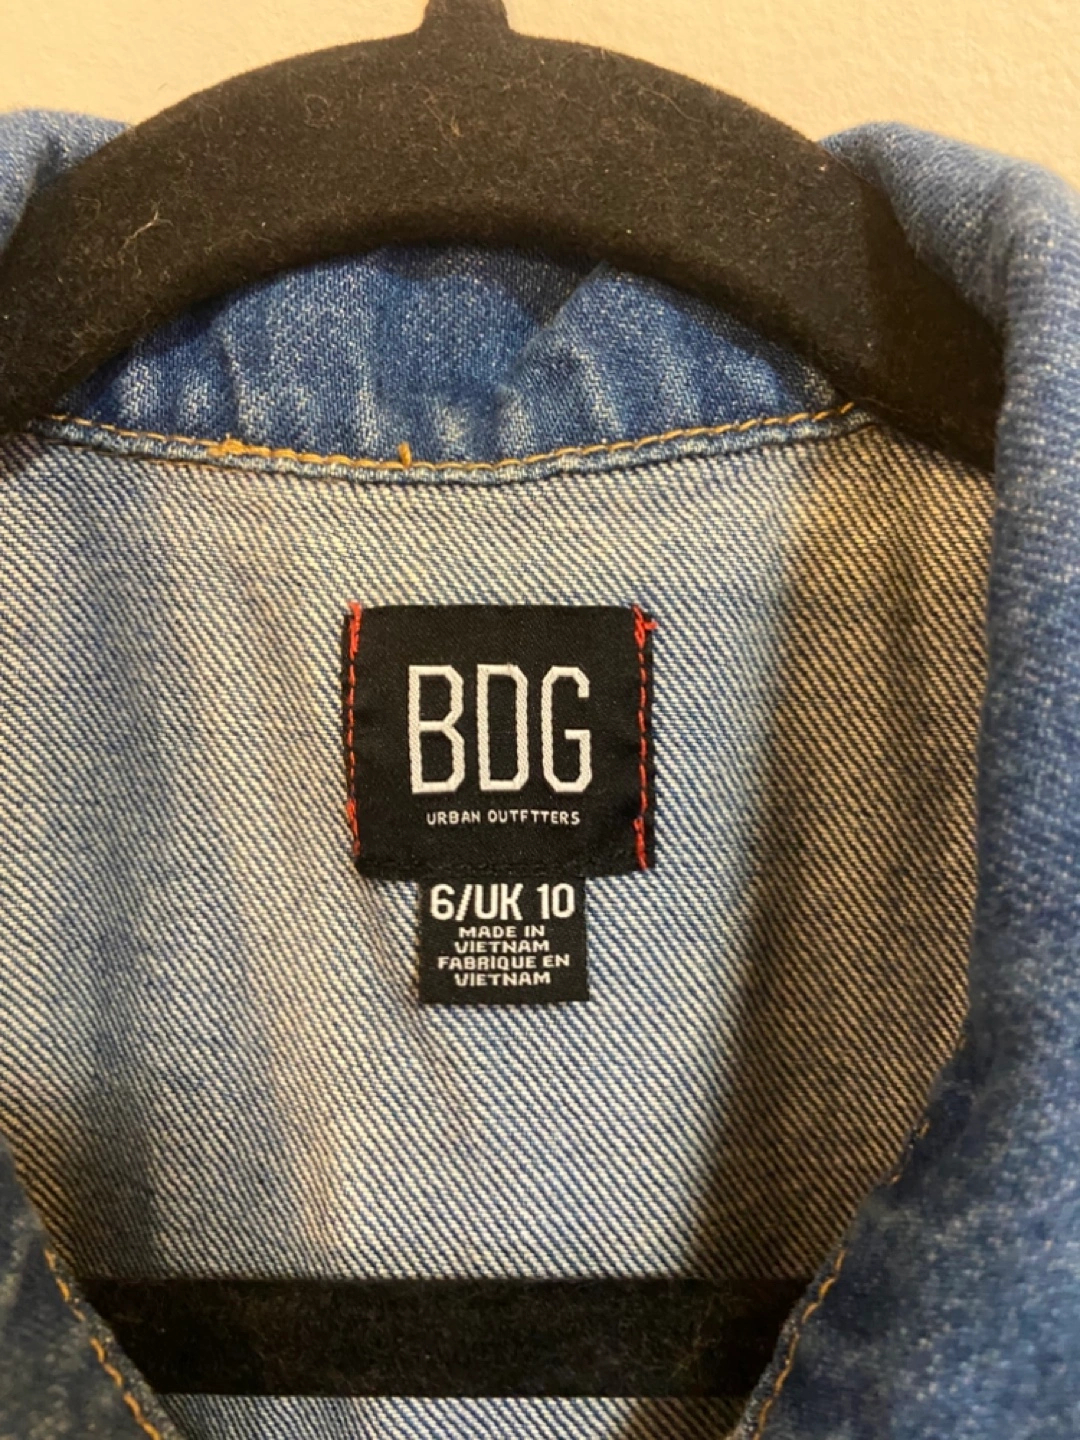 BDG
URBAN OUTFITTERS
6/UK 10
MADE IN
VIETNAM
FABRIQUE EN
VIETNAM